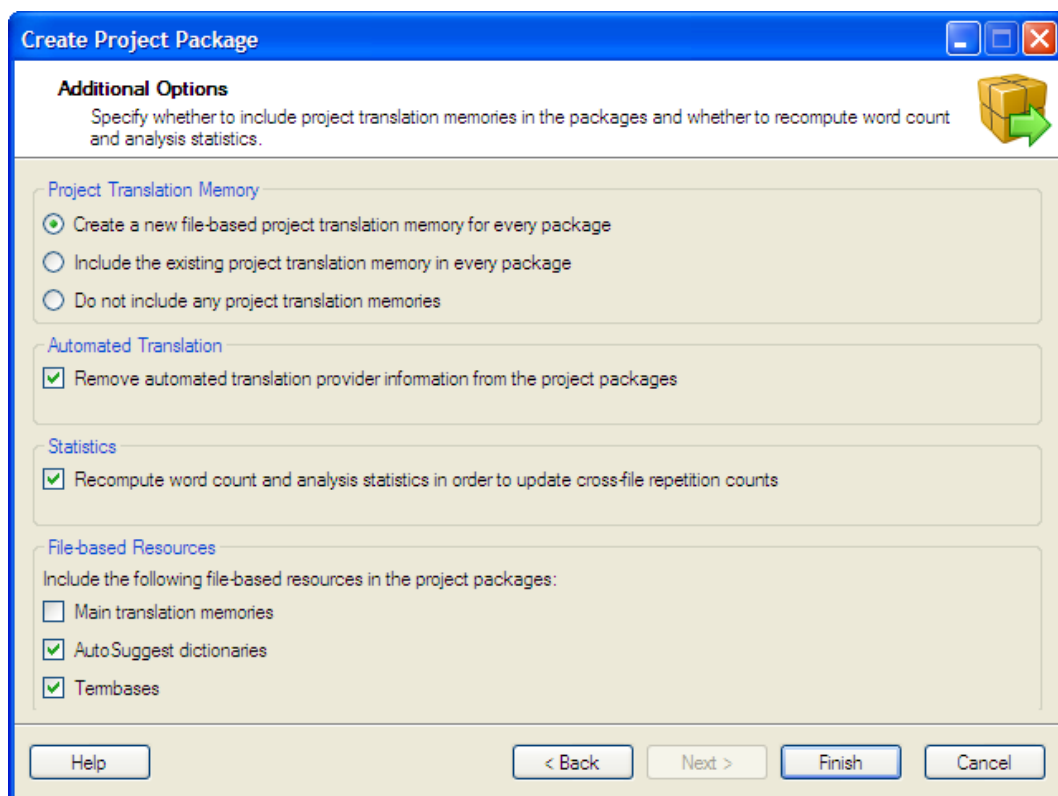 Create Project Package
Additional Options
Specify whether to include project translation memories in the packages and whether to recompute word count
and analysis statistics.
Project Translation Memory
Create a new file-based project translation memory for every package
Include the existing project translation memory in every package
Do not include any project translation memories
Automated Translation
Remove automated translation provider information from the project packages
Statistics
Recompute word count and analysis statistics in order to update cross-file repetition counts
File-based Resources
Include the following file-based resources in the project packages:
Main translation memories
AutoSuggest dictionaries
Termbases
Help
< Back
Next >
Finish
Cancel